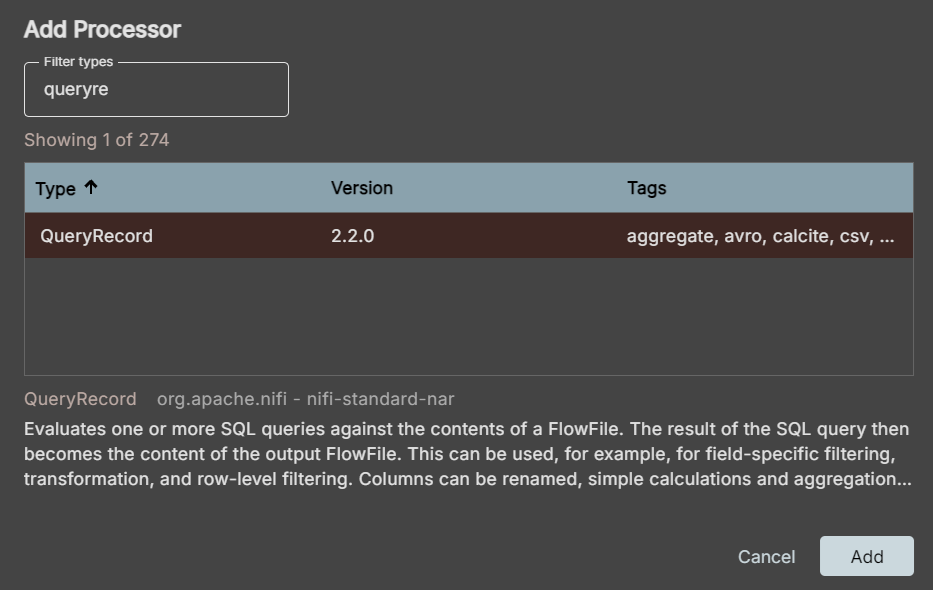 Add Processor
Filter types
queryre
Showing 1 of 274
Type ↑ Version Tags
QueryRecord 2.2.0 aggregate, avro, calcite, csv, ...
QueryRecord org.apache.nifi - nifi-standard-nar
Evaluates one or more SQL queries against the contents of a FlowFile. The result of the SQL query then
becomes the content of the output FlowFile. This can be used, for example, for field-specific filtering,
transformation, and row-level filtering. Columns can be renamed, simple calculations and aggregation...
Cancel Add